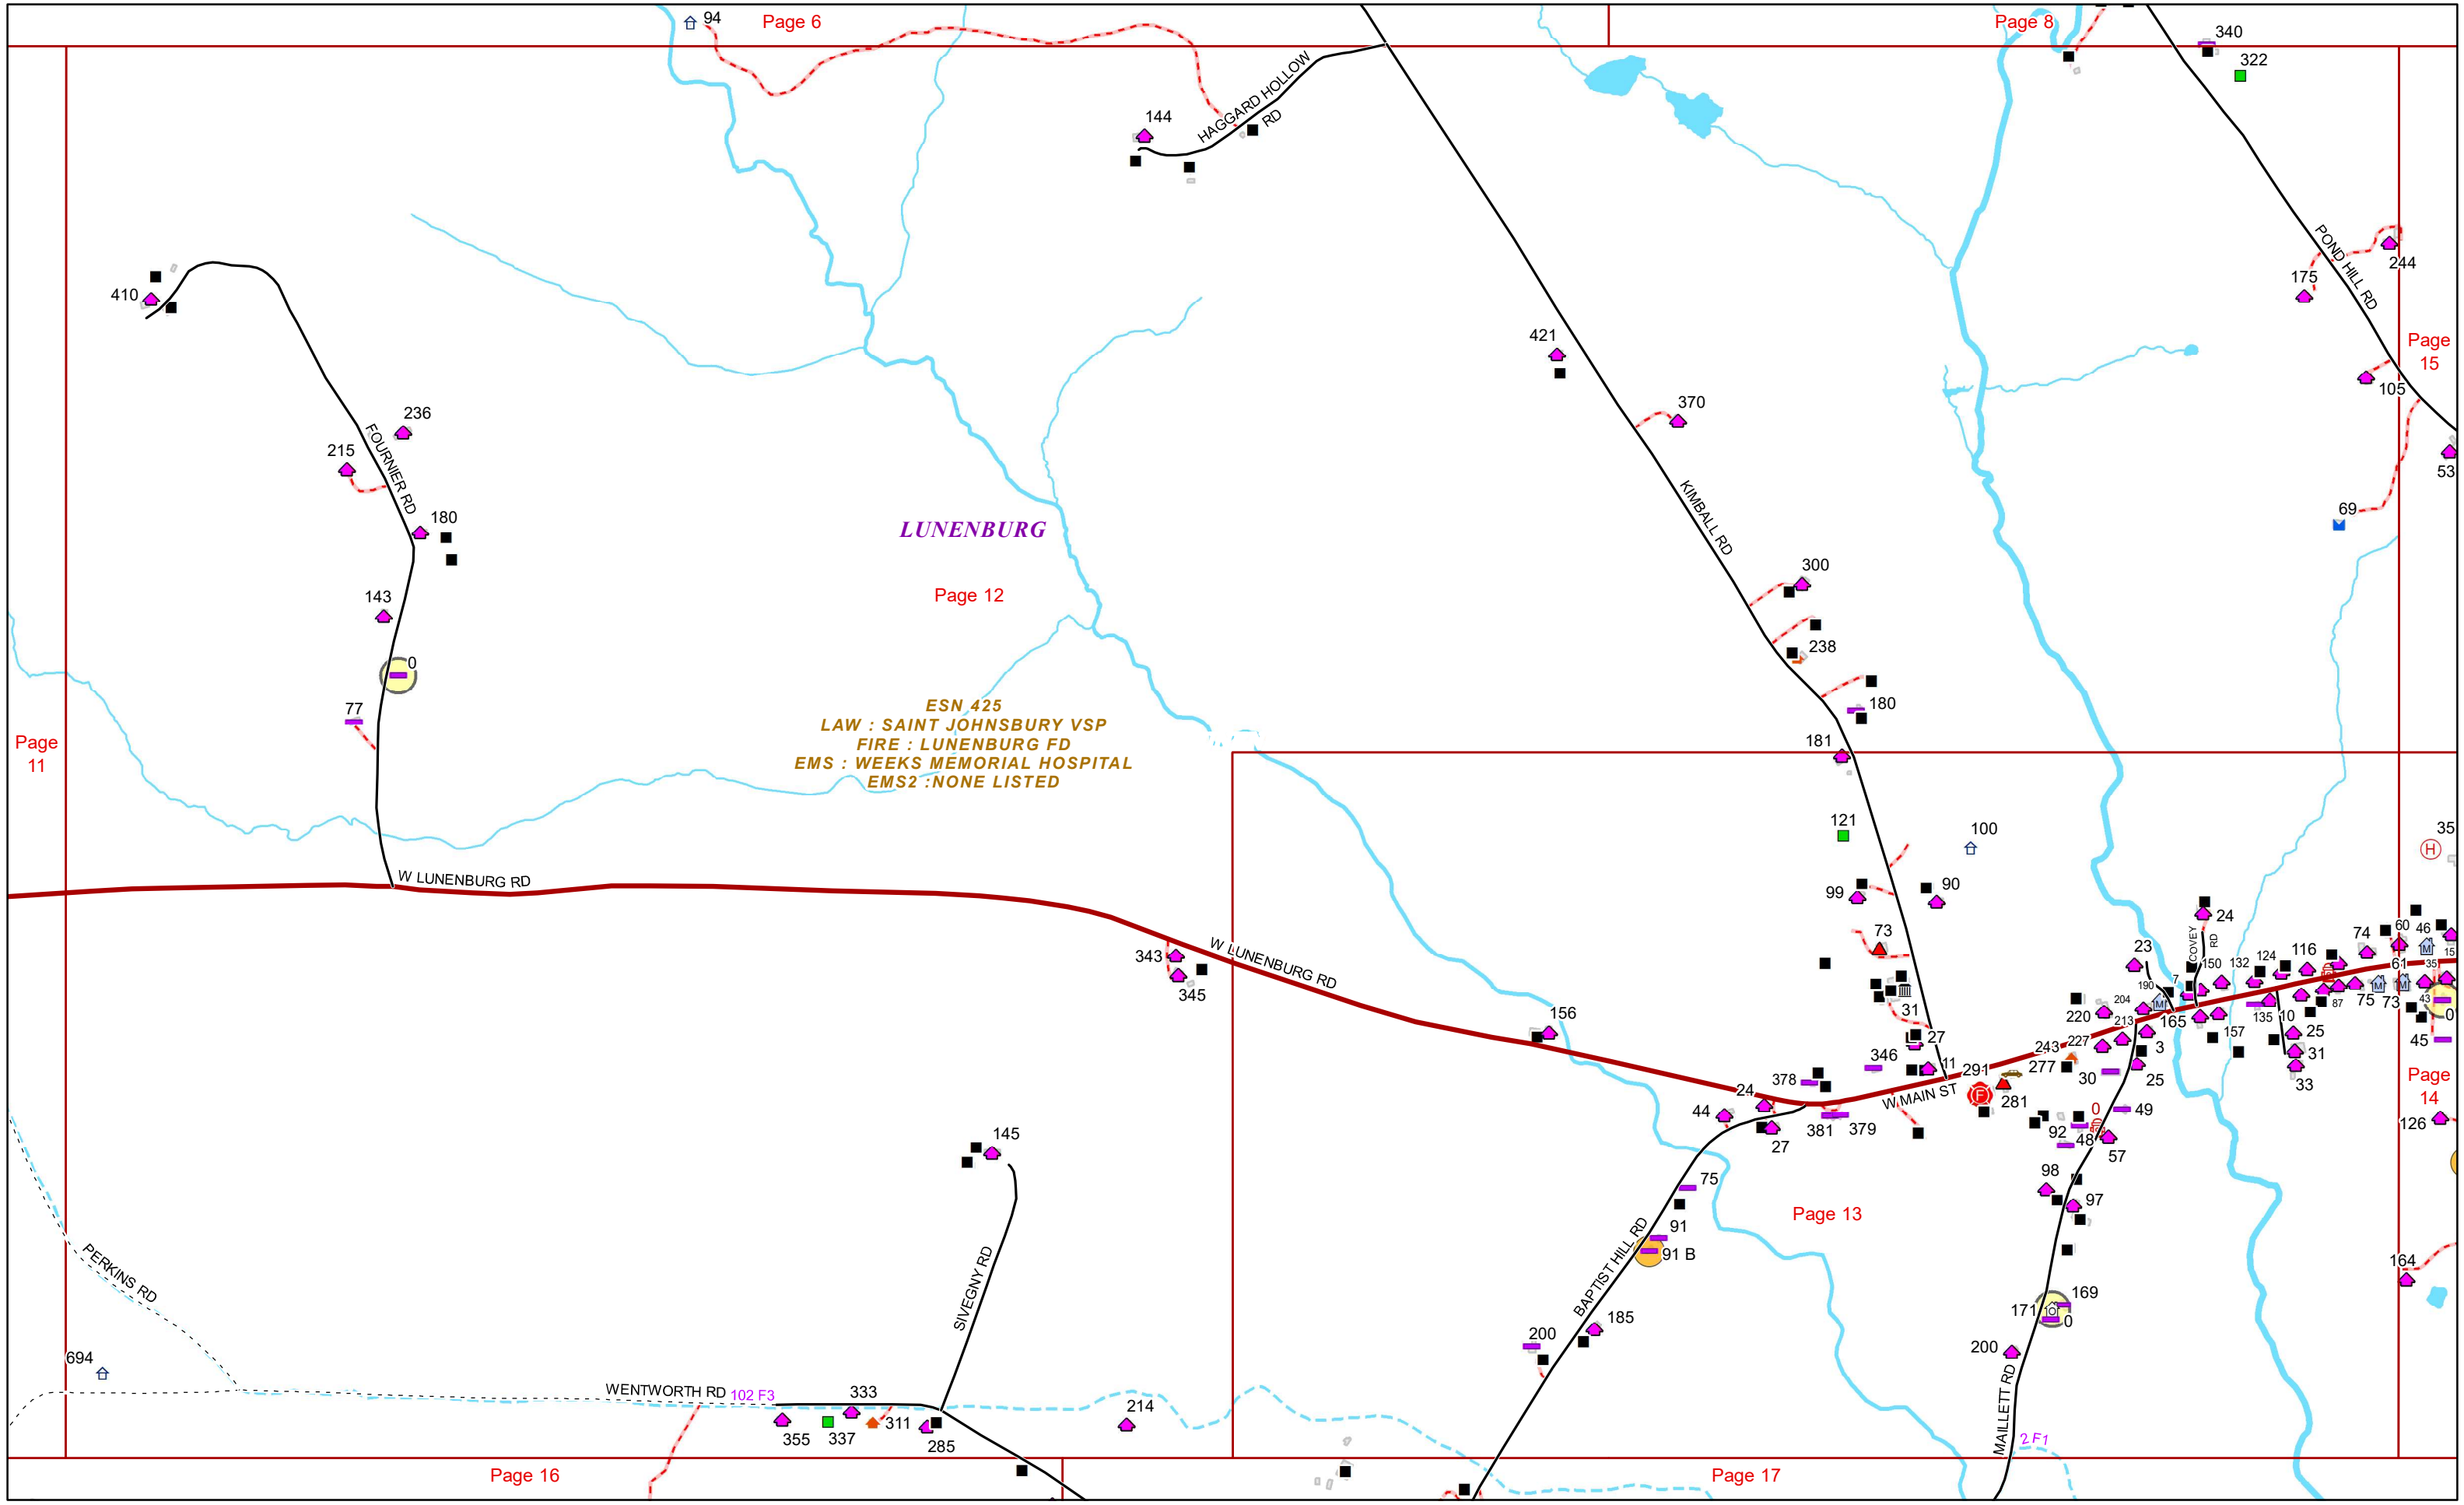 94
Page 6
Page 8
340
322
HAGGARD HOLLOW
RD
144
POND HILL RD
244
175
410
421
Page
15
105
370
236
FOURNIER RD
215
53
KIMBALL RD
69
180
LUNENBURG
300
Page 12
143
238
0
77
180
ESN 425
LAW : SAINT JOHNSBURY VSP
FIRE : LUNENBURG FD
EMS : WEEKS MEMORIAL HOSPITAL
EMS2 :NONE LISTED
Page
11
181
121
100
35
H
W LUNENBURG RD
99
90
24
COVEY
RD
60
46
73
74
23
116
15
W LUNENBURG RD
343
124
150
132
61
35
7
190
345
31
204
87
75
73
43
156
220
213
165
135
10
0
27
157
25
45
243
227
3
346
31
11
291
277
378
30
25
33
Page
14
24
W MAIN ST
F
281
44
49
0
381
379
126
27
92
48
145
57
98
75
97
Page 13
91
BAPTIST HILL RD
91 B
PERKINS RD
SIVEGNY RD
164
169
171
0
185
200
200
694
MAILLETT RD
WENTWORTH RD
102 F3
333
214
355
337
311
285
2 F1
Page 16
Page 17
M
M
M
M